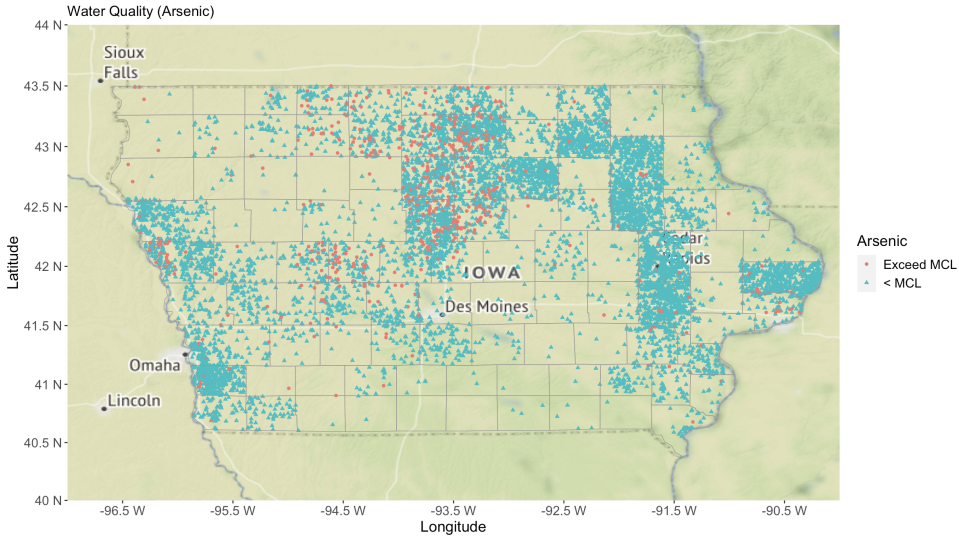 Water Quality (Arsenic)
44 N
43.5 N
43 N
42.5 N
42 N
41.5 N
41 N
40.5 N
40 N
Latitude
Sioux
Falls
Rapids
IOWA
Des Moines
Omaha
Lincoln
-96.5 W
-95.5 W
-94.5 W
-93.5 W
-92.5 W
-91.5 W
-90.5 W
Longitude
Arsenic
Exceed MCL
< MCL